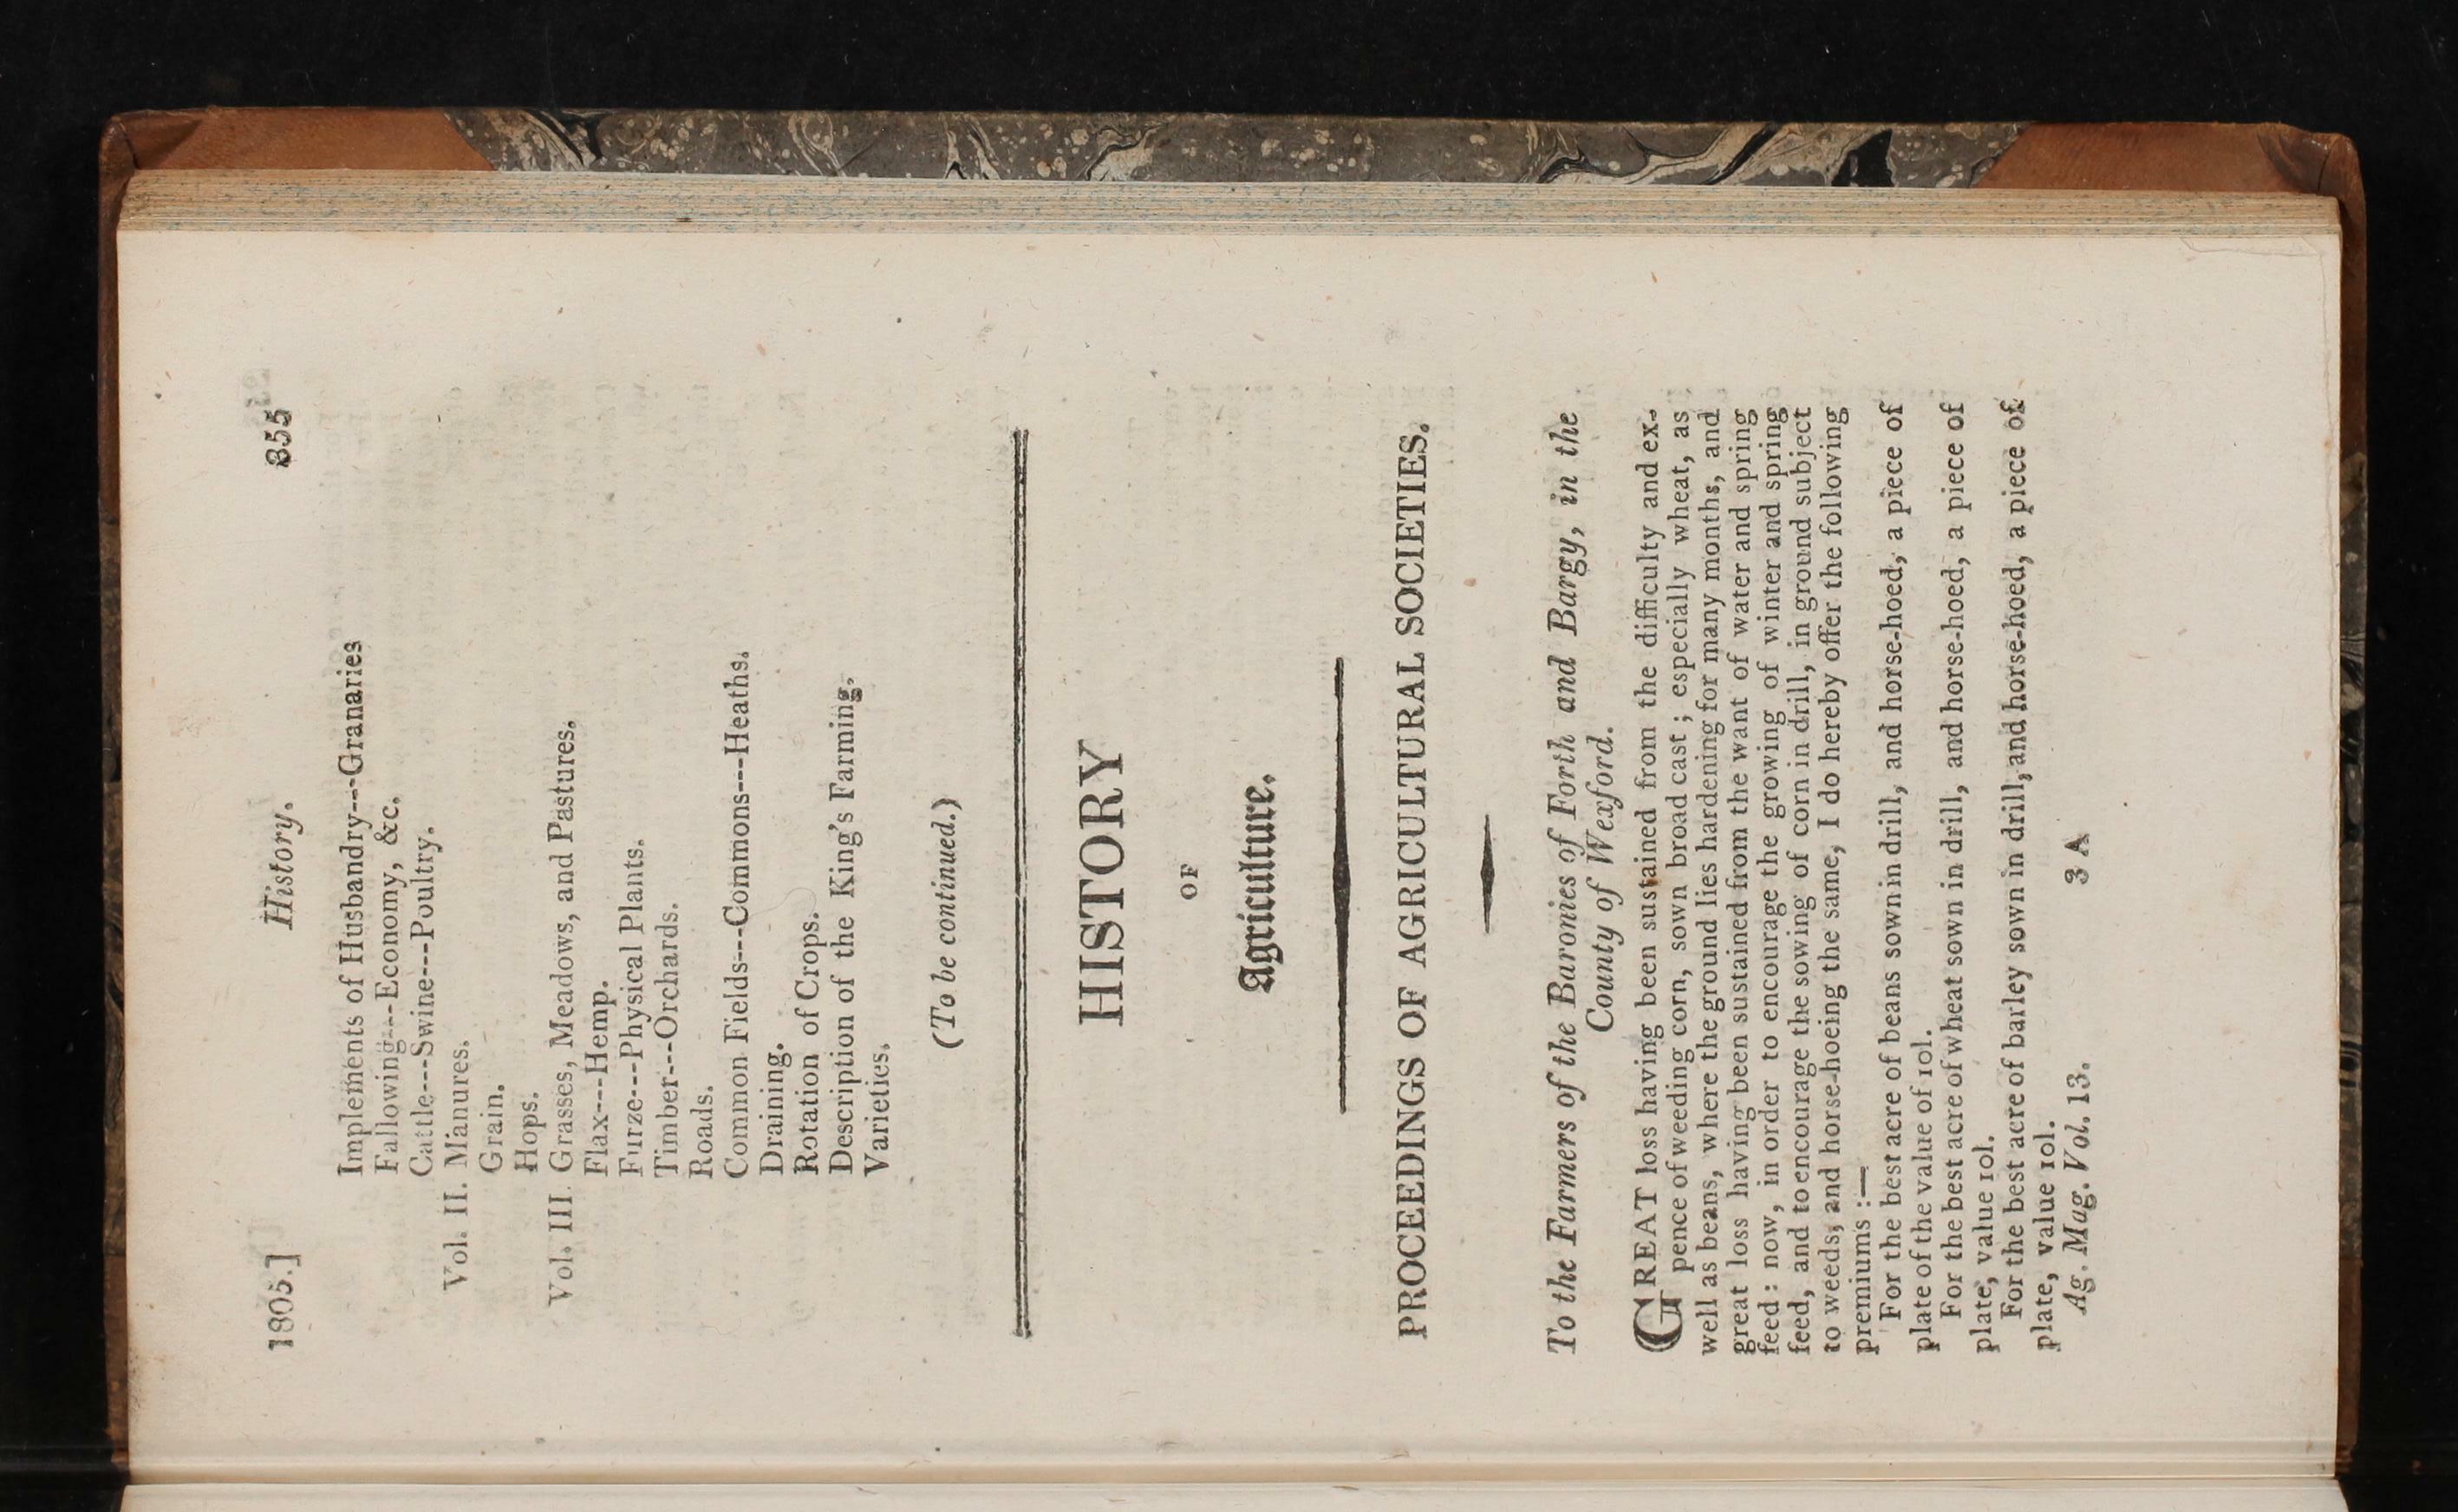 1805.] History. 355
Implements of Husbandry---Granaries
Fallowing---Economy, &c.
Cattle---Swine---Poultry.
Vol. II. Manures.
Grain.
Hops.
Vol. III. Grasses, Meadows, and Pastures.
Flax---Hemp.
Furze---Physical Plants.
Timber---Orchards.
Roads.
Common Fields---Commons---Heaths.
Draining.
Rotation of Crops.
Description of the King's Farming.
Varieties.
(To be continued.)
HISTORY
OF
Agriculture.
PROCEEDINGS OF AGRICULTURAL SOCIETIES.
To the Farmers of the Baronies of Forth and Bargy, in the
County of Wexford.
GREAT loss having been sustained from the difficulty and ex-
pence of weeding corn, sown broad cast; especially wheat, as
well as beans, where the ground lies hardening for many months, and
great loss having been sustained from the want of water and spring
feed: now, in order to encourage the growing of winter and spring
feed, and to encourage the sowing of corn in drill, in ground subject
to weeds, and horse-hoeing the same, I do hereby offer the following
premiums :—
For the best acre of beans sown in drill, and horse-hoed, a piece of
plate of the value of 10l.
For the best acre of wheat sown in drill, and horse-hoed, a piece of
plate, value 10l.
For the best acre of barley sown in drill, and horse-hoed, a piece of
plate, value 10l.
Ag. Mag. Vol. 13. 3 A